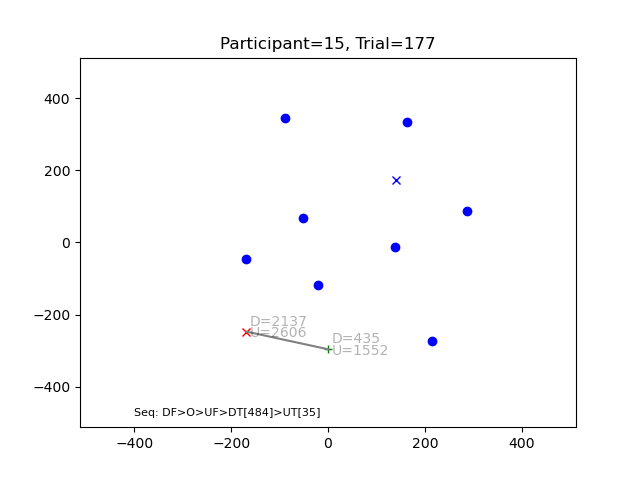 Participant=15, Trial=177
400
200
0
−200
−400
D=2137
U=2606
D=435
U=1552
Seq: DF>O>UF>DT[484]>UT[35]
−400
−200
0
200
400